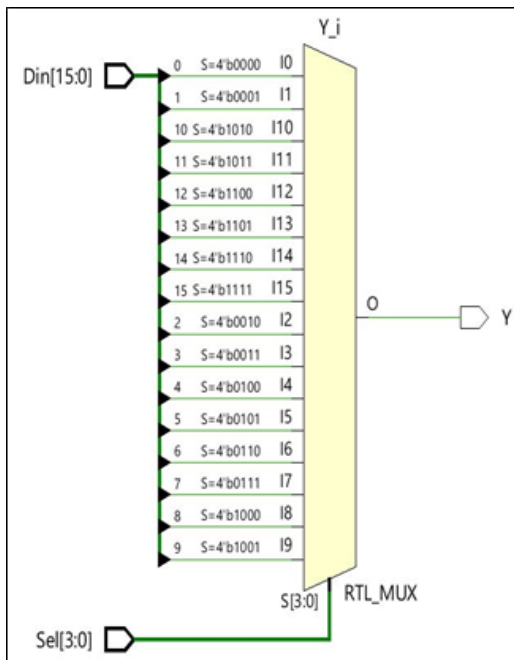 Y_i
Din[15:0]
0 S=4'b0000 I0
1 S=4'b0001 I1
10 S=4'b1010 I10
11 S=4'b1011 I11
12 S=4'b1100 I12
13 S=4'b1101 I13
14 S=4'b1110 I14
15 S=4'b1111 I15
2 S=4'b0010 I2
3 S=4'b0011 I3
4 S=4'b0100 I4
5 S=4'b0101 I5
6 S=4'b0110 I6
7 S=4'b0111 I7
8 S=4'b1000 I8
9 S=4'b1001 I9
O
Y
S[3:0]
RTL_MUX
Sel[3:0]